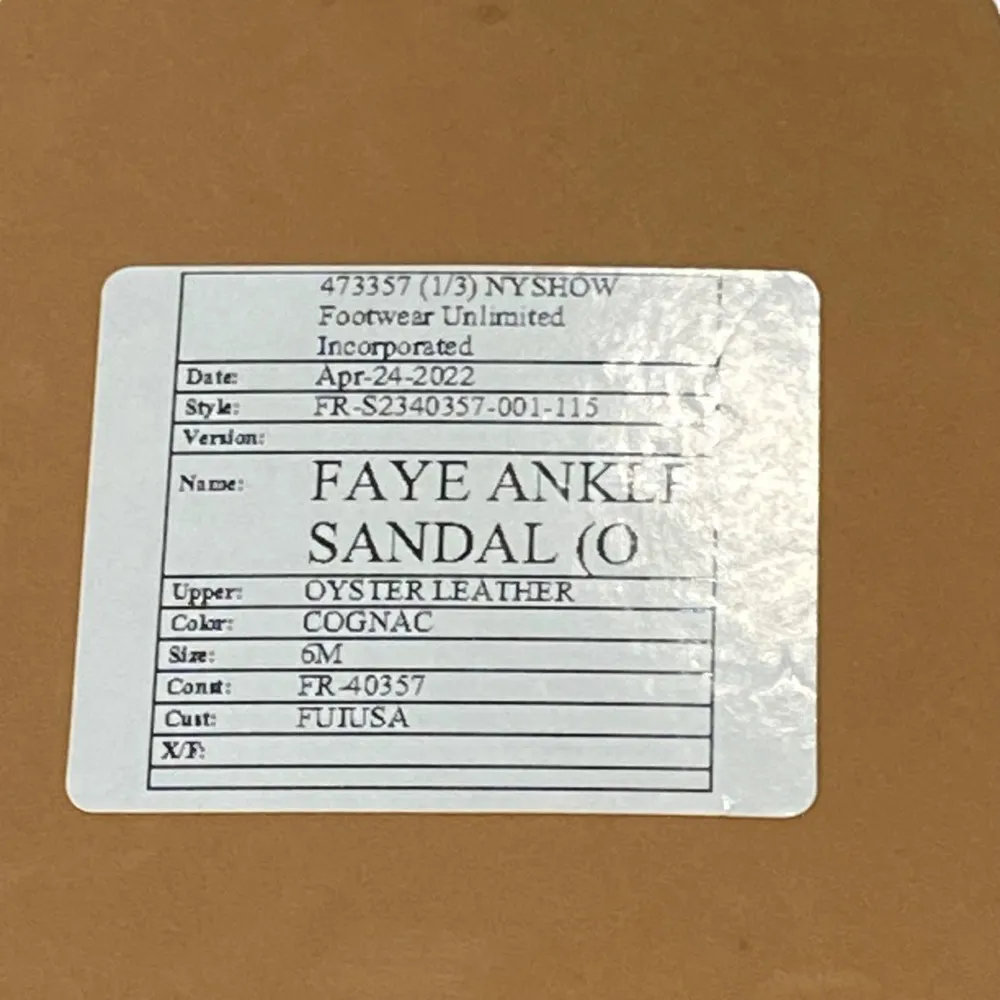 473357 (1/3) NYSHOW
Footwear Unlimited
Incorporated
Date: Apr-24-2022
Style: FR-S2340357-001-115
Version:
Name: FAYE ANKLE
SANDAL (O
Upper: OYSTER LEATHER
Color: COGNAC
Size: 6M
Const: FR-40357
Cust: FUIUSA
X/F: